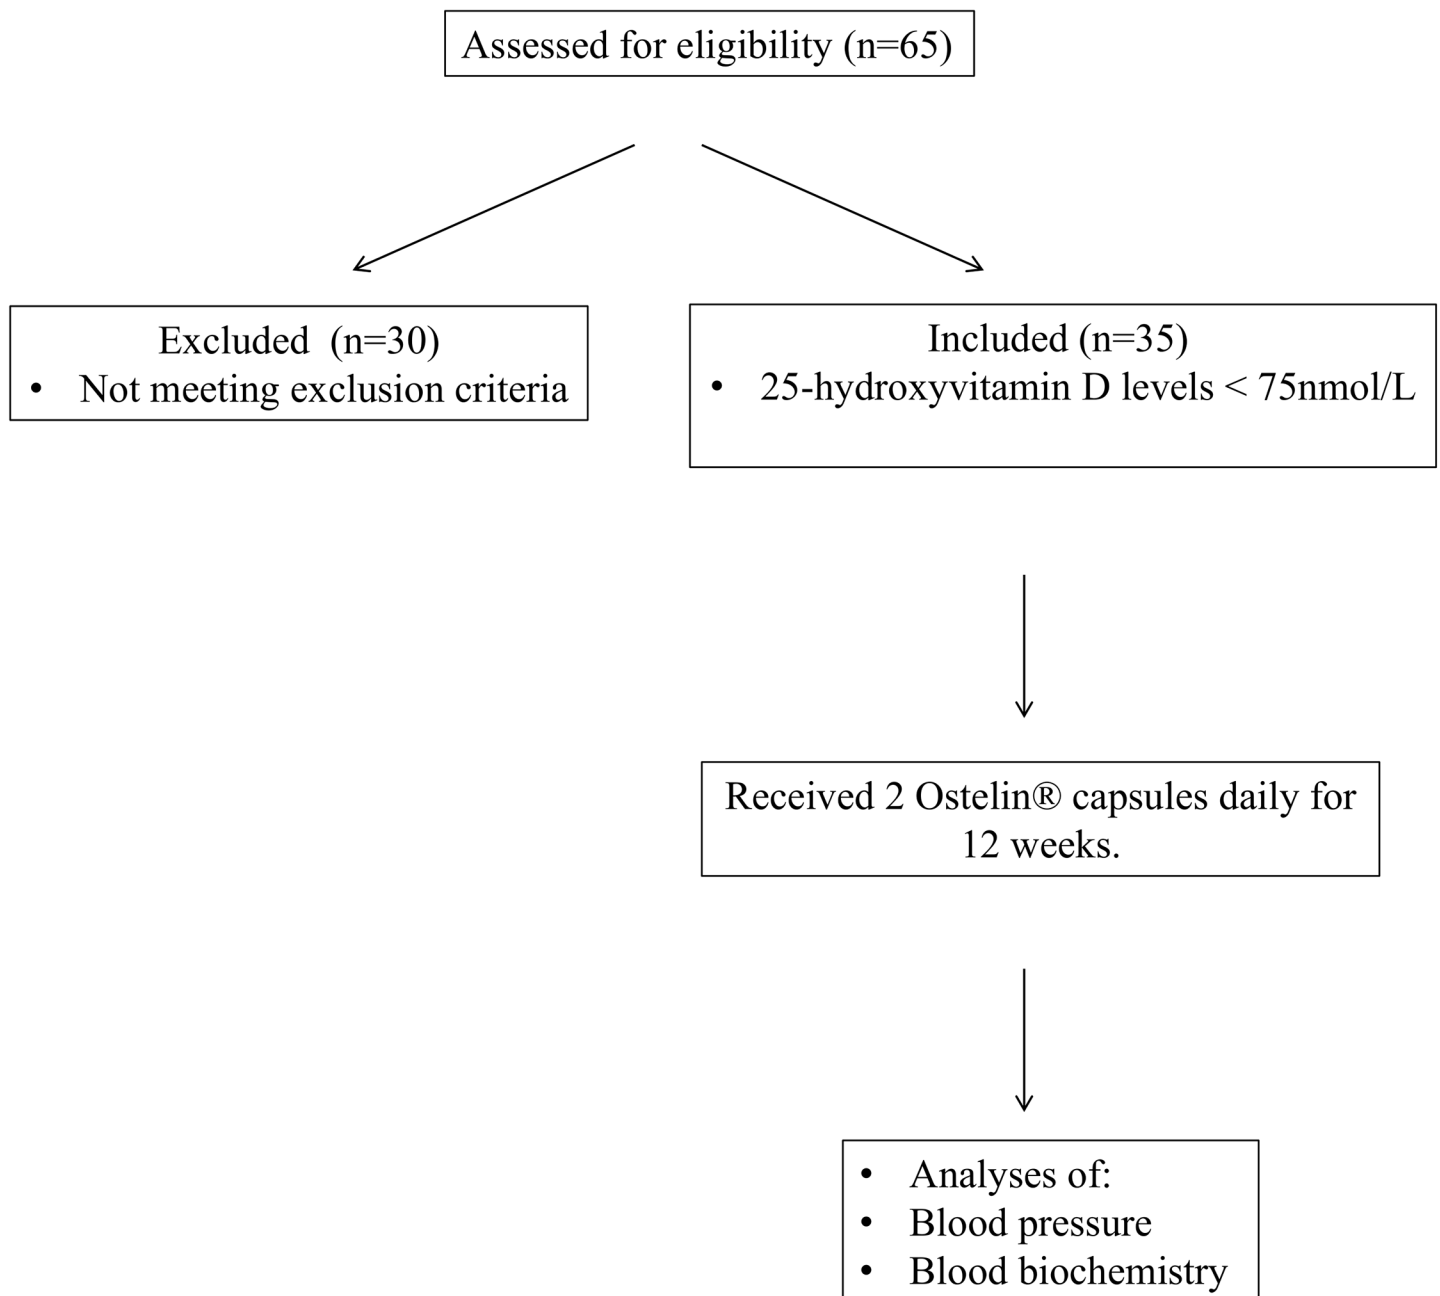 Assessed for eligibility (n=65)
Excluded (n=30)
• Not meeting exclusion criteria
Included (n=35)
• 25-hydroxyvitamin D levels < 75nmol/L
Received 2 Ostelin® capsules daily for
12 weeks.
• Analyses of:
• Blood pressure
• Blood biochemistry